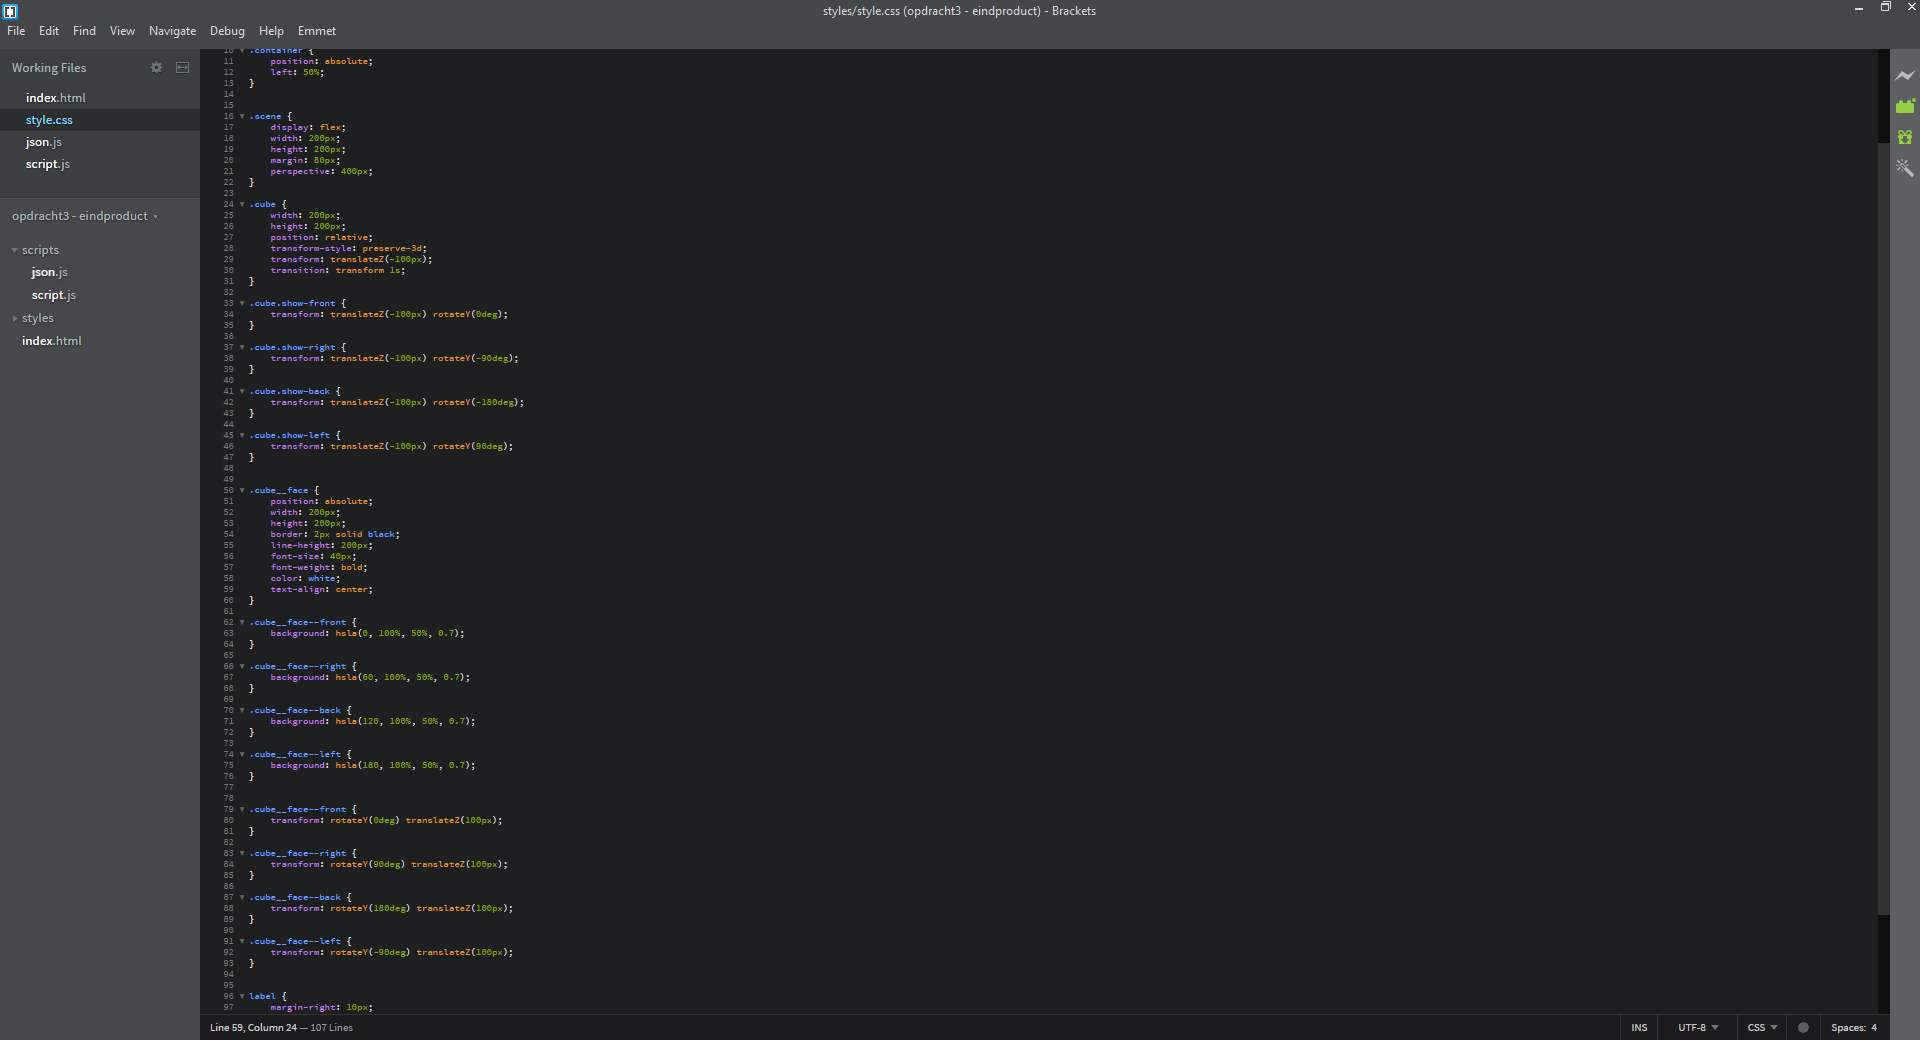 styles/style.css (opdracht3 - eindproduct) - Brackets
File Edit Find View Navigate Debug Help Emmet
Working Files
index.html
style.css
json.js
script.js
opdracht3 - eindproduct
scripts
json.js
script.js
styles
index.html
10 .container {
11 position: absolute;
12 left: 50%;
13 }
14
15
16 .scene {
17 display: flex;
18 width: 200px;
19 height: 200px;
20 margin: 80px;
21 perspective: 400px;
22 }
23
24 .cube {
25 width: 200px;
26 height: 200px;
27 position: relative;
28 transform-style: preserve-3d;
29 transform: translateZ(-100px);
30 transition: transform 1s;
31 }
32
33 .cube.show-front {
34 transform: translateZ(-100px) rotateY(0deg);
35 }
36
37 .cube.show-right {
38 transform: translateZ(-100px) rotateY(-90deg);
39 }
40
41 .cube.show-back {
42 transform: translateZ(-100px) rotateY(-180deg);
43 }
44
45 .cube.show-left {
46 transform: translateZ(-100px) rotateY(90deg);
47 }
48
49
50 .cube__face {
51 position: absolute;
52 width: 200px;
53 height: 200px;
54 border: 2px solid black;
55 line-height: 200px;
56 font-size: 40px;
57 font-weight: bold;
58 color: white;
59 text-align: center;
60 }
61
62 .cube__face--front {
63 background: hsla(0, 100%, 50%, 0.7);
64 }
65
66 .cube__face--right {
67 background: hsla(60, 100%, 50%, 0.7);
68 }
69
70 .cube__face--back {
71 background: hsla(120, 100%, 50%, 0.7);
72 }
73
74 .cube__face--left {
75 background: hsla(180, 100%, 50%, 0.7);
76 }
77
78
79 .cube__face--front {
80 transform: rotateY(0deg) translateZ(100px);
81 }
82
83 .cube__face--right {
84 transform: rotateY(90deg) translateZ(100px);
85 }
86
87 .cube__face--back {
88 transform: rotateY(180deg) translateZ(100px);
89 }
90
91 .cube__face--left {
92 transform: rotateY(-90deg) translateZ(100px);
93 }
94
95
96 label {
97 margin-right: 10px;
Line 59, Column 24 — 107 Lines
INS UTF-8 CSS Spaces: 4